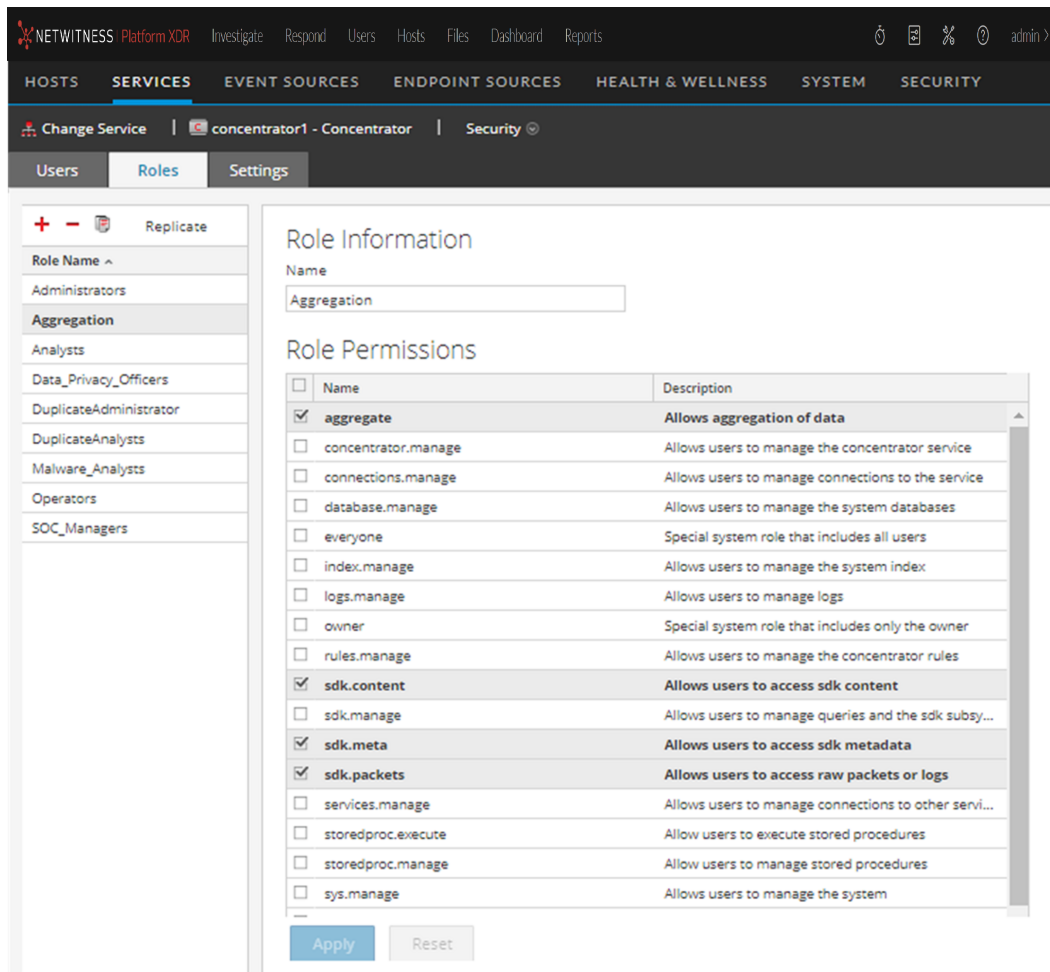 NETWITNESS Platform XDR Investigate Respond Users Hosts Files Dashboard Reports admin
HOSTS SERVICES EVENT SOURCES ENDPOINT SOURCES HEALTH & WELLNESS SYSTEM SECURITY
Change Service | C concentrator1 - Concentrator | Security
Users Roles Settings
Replicate
Role Name
Administrators
Aggregation
Analysts
Data_Privacy_Officers
DuplicateAdministrator
DuplicateAnalysts
Malware_Analysts
Operators
SOC_Managers
Role Information
Name
Aggregation
Role Permissions
Name Description
aggregate Allows aggregation of data
concentrator.manage Allows users to manage the concentrator service
connections.manage Allows users to manage connections to the service
database.manage Allows users to manage the system databases
everyone Special system role that includes all users
index.manage Allows users to manage the system index
logs.manage Allows users to manage logs
owner Special system role that includes only the owner
rules.manage Allows users to manage the concentrator rules
sdk.content Allows users to access sdk content
sdk.manage Allows users to manage queries and the sdk subsy...
sdk.meta Allows users to access sdk metadata
sdk.packets Allows users to access raw packets or logs
services.manage Allows users to manage connections to other servi...
storedproc.execute Allow users to execute stored procedures
storedproc.manage Allow users to manage stored procedures
sys.manage Allows users to manage the system
Apply Reset